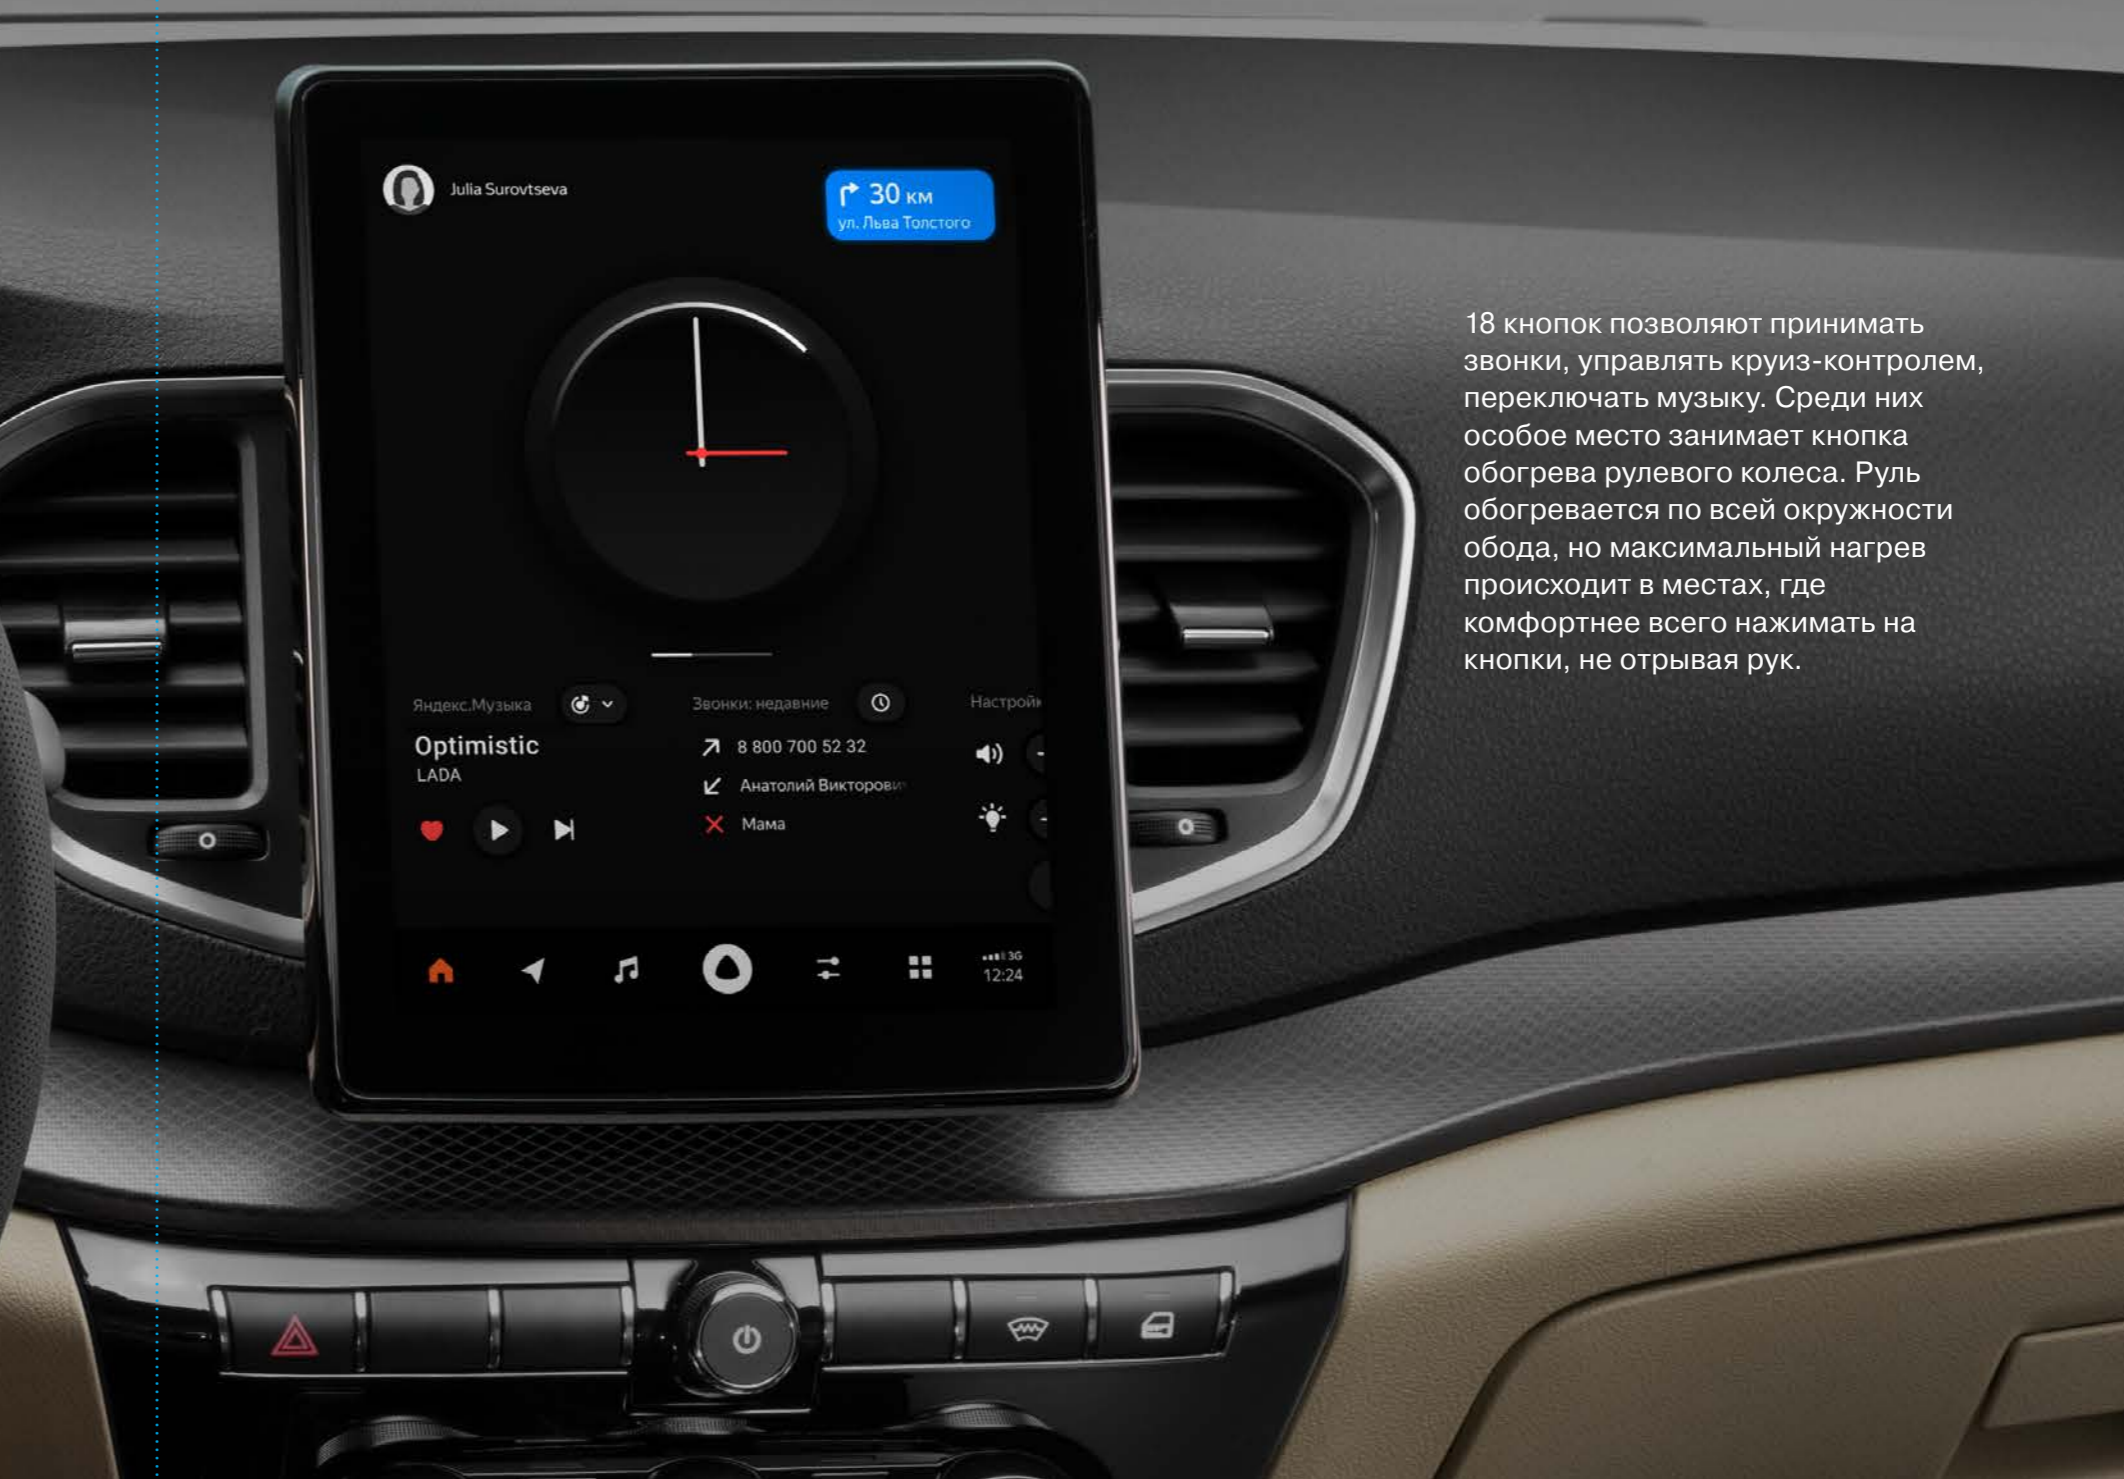 Julia Surovtseva
30 км
ул. Льва Толстого
18 кнопок позволяют принимать
звонки, управлять круиз-контролем,
переключать музыку. Среди них
особое место занимает кнопка
обогрева рулевого колеса. Руль
обогревается по всей окружности
обода, но максимальный нагрев
происходит в местах, где
комфортнее всего нажимать на
кнопки, не отрывая рук.
Яндекс.Музыка
Звонки: недавние
Настройк
Optimistic
LADA
8 800 700 52 32
Анатолий Викторович
Мама
3G
12:24